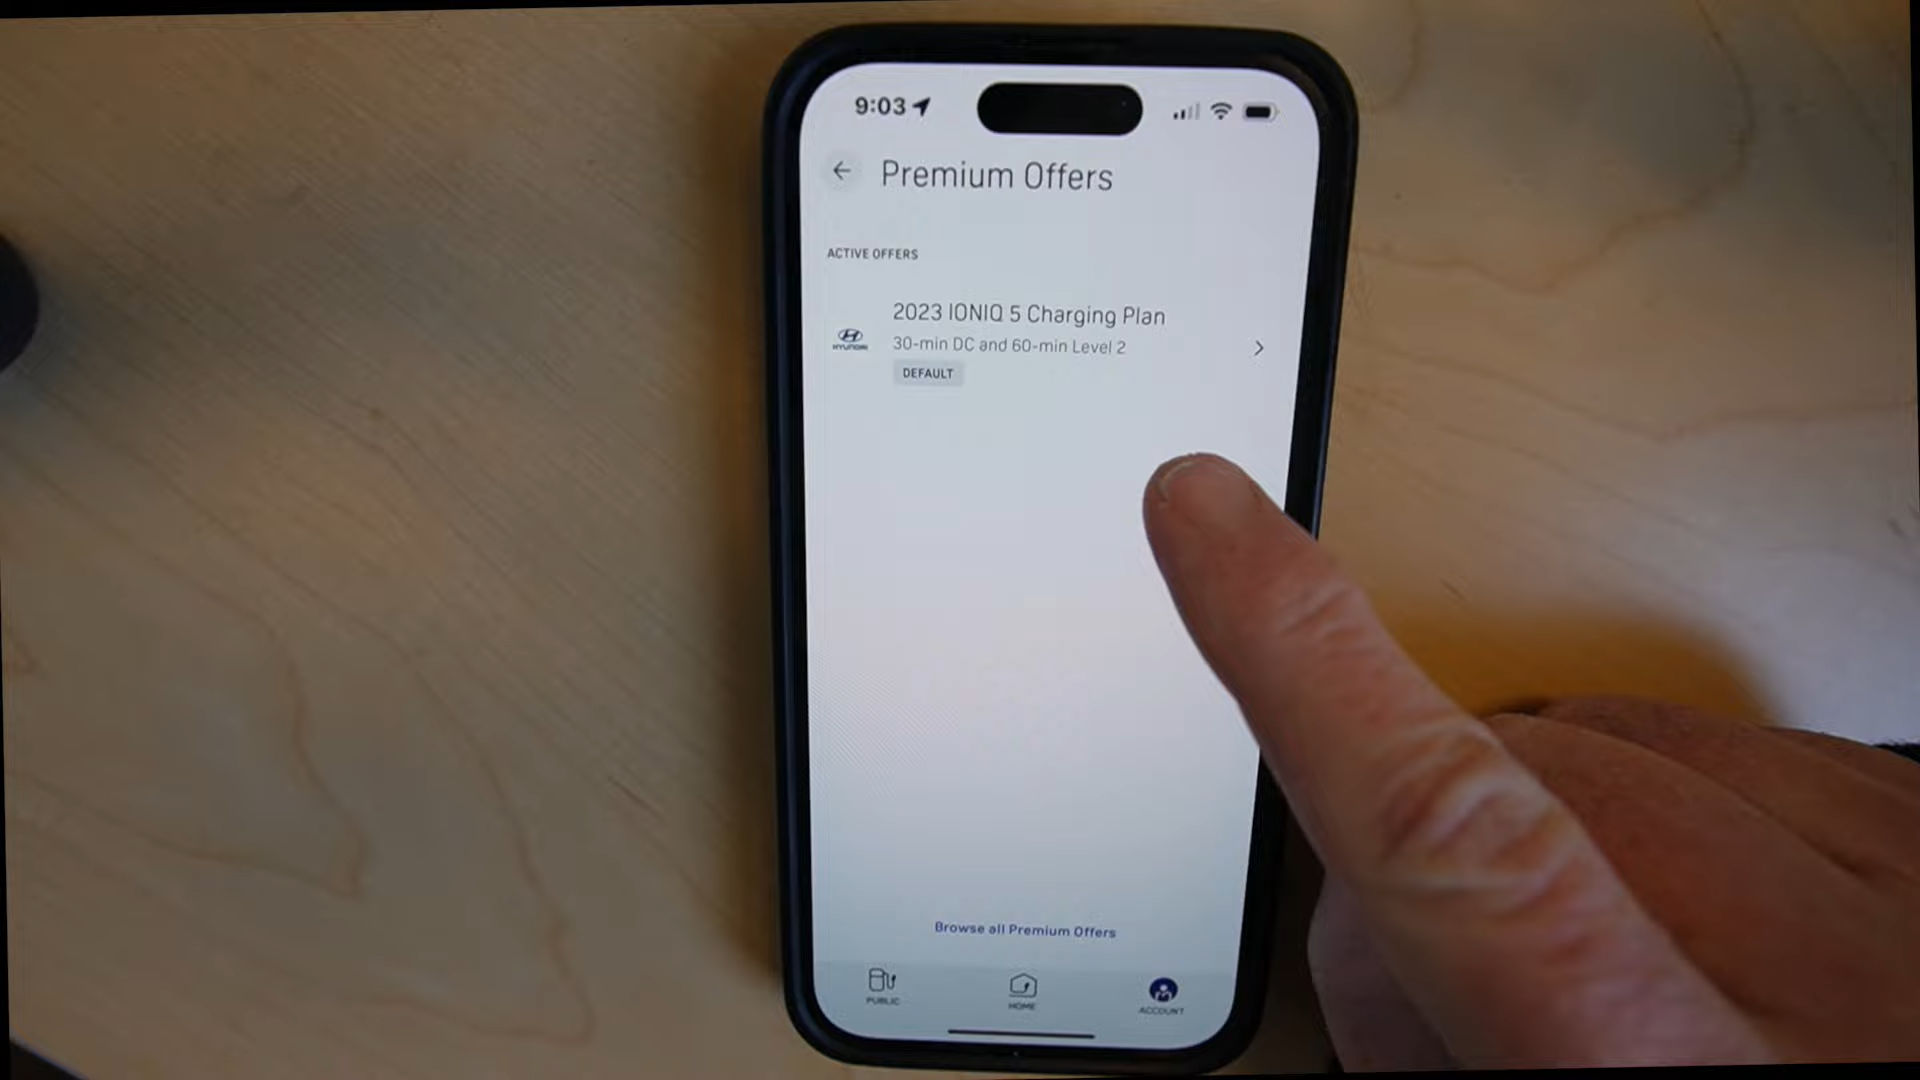 9:03
Premium Offers
ACTIVE OFFERS
2023 IONIQ 5 Charging Plan
HYUNDAI
30-min DC and 60-min Level 2
DEFAULT
Browse all Premium Offers
PUBLIC
HOME
ACCOUNT